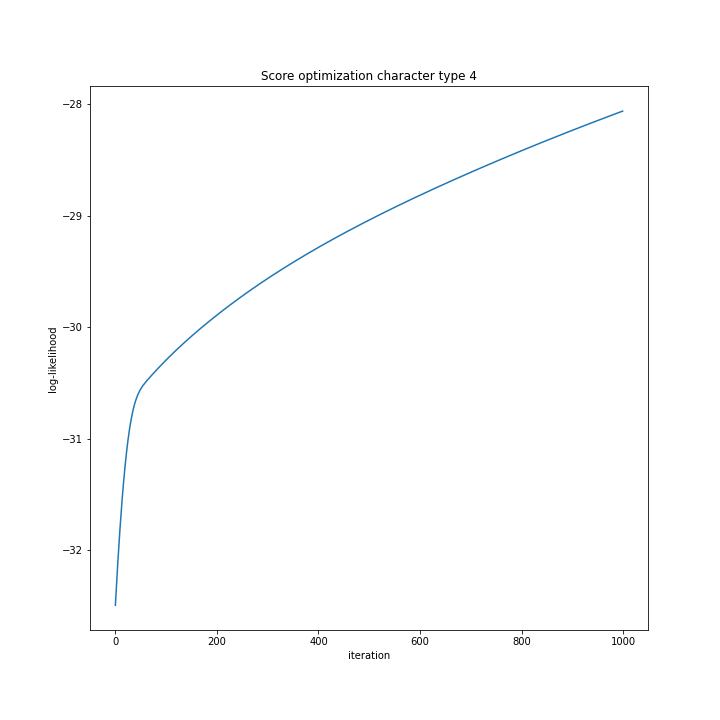 Score optimization character type 4
log-likelihood
−28
−29
−30
−31
−32
0 200 400 600 800 1000
iteration